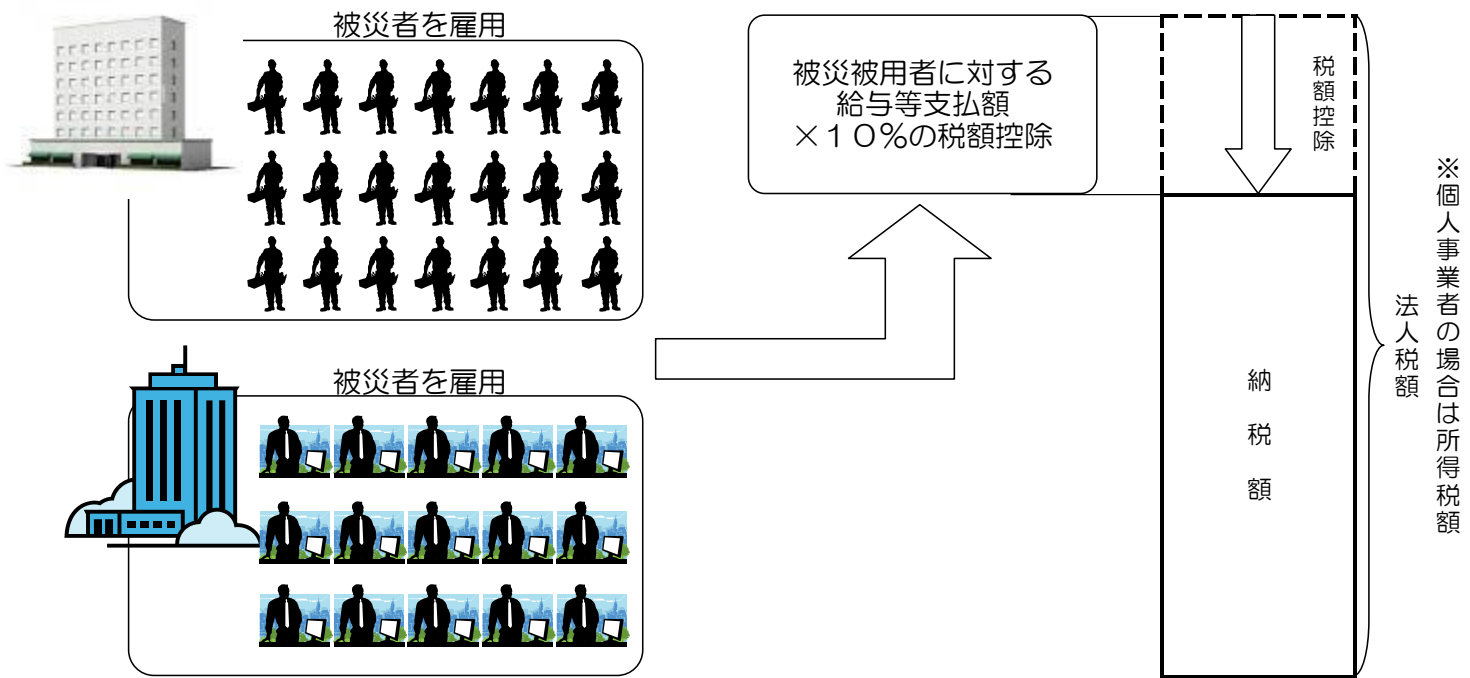 被災者を雇用
被災者を雇用
被災被用者に対する
給与等支払額
×10%の税額控除
税額控除
納税額
法人税額
※個人事業者の場合は所得税額